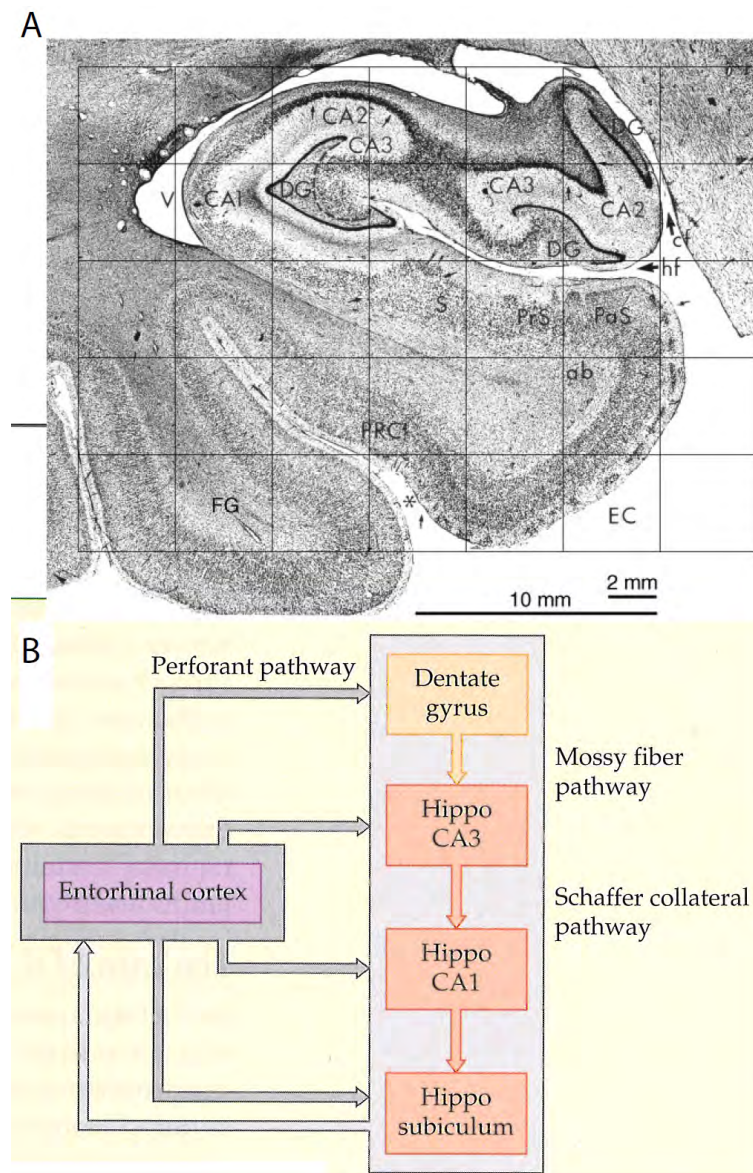 A
CA2
CA3
DG
CA1
V
DG
CA3
CA2
DG
cf
hf
S
PrS
PaS
ab
PRC
*
FG
EC
2 mm
10 mm
B
Perforant pathway
Dentate
gyrus
Mossy fiber
pathway
Hippo
CA3
Entorhinal cortex
Schaffer collateral
pathway
Hippo
CA1
Hippo
subiculum